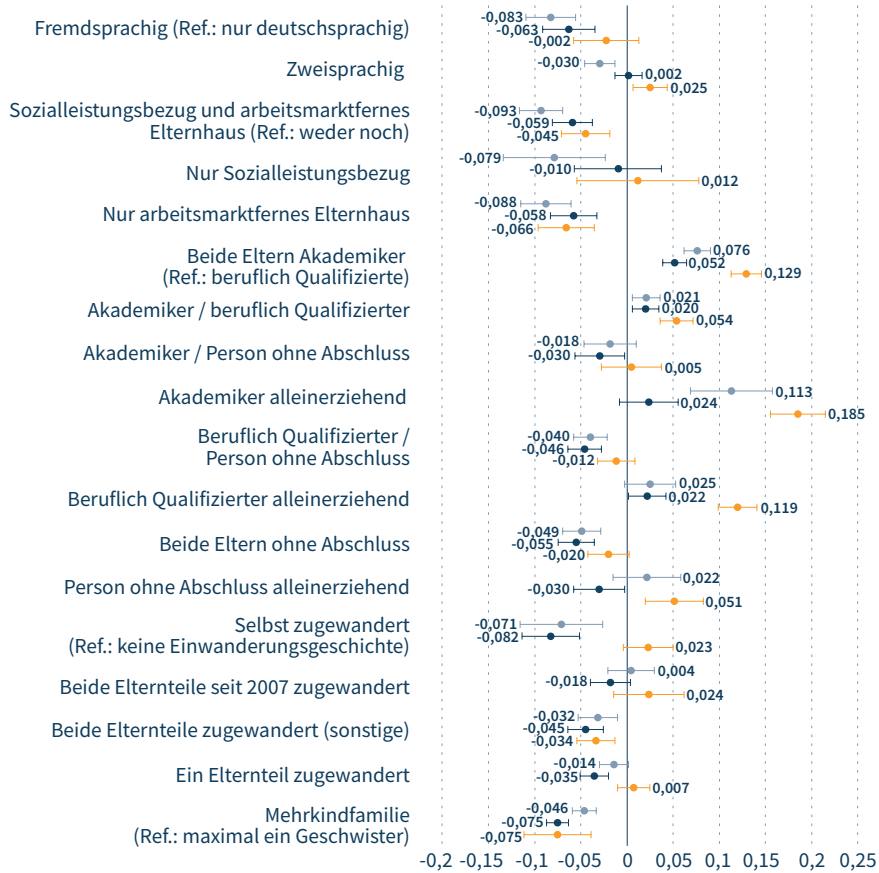 Fremdsprachig (Ref.: nur deutschsprachig)
-0,083
-0,063
-0,002
Zweisprachig
-0,030
0,002
0,025
Sozialleistungsbezug und arbeitsmarktfernes
Elternhaus (Ref.: weder noch)
-0,093
-0,059
-0,045
Nur Sozialleistungsbezug
-0,079
-0,010
0,012
Nur arbeitsmarktfernes Elternhaus
-0,088
-0,058
-0,066
Beide Eltern Akademiker
(Ref.: beruflich Qualifizierte)
0,076
0,052
0,129
Akademiker / beruflich Qualifizierter
0,021
0,020
0,054
Akademiker / Person ohne Abschluss
-0,018
-0,030
0,005
Akademiker alleinerziehend
0,113
0,024
0,185
Beruflich Qualifizierter /
Person ohne Abschluss
-0,040
-0,046
-0,012
Beruflich Qualifizierter alleinerziehend
0,025
0,022
0,119
Beide Eltern ohne Abschluss
-0,049
-0,055
-0,020
Person ohne Abschluss alleinerziehend
0,022
-0,030
0,051
Selbst zugewandert
(Ref.: keine Einwanderungsgeschichte)
-0,071
-0,082
0,023
Beide Elternteile seit 2007 zugewandert
0,004
-0,018
0,024
Beide Elternteile zugewandert (sonstige)
-0,032
-0,045
-0,034
Ein Elternteil zugewandert
-0,014
-0,035
0,007
Mehrkindfamilie
(Ref.: maximal ein Geschwister)
-0,046
-0,075
-0,075
-0,2 -0,15 -0,1 -0,05 0 0,05 0,1 0,15 0,2 0,25